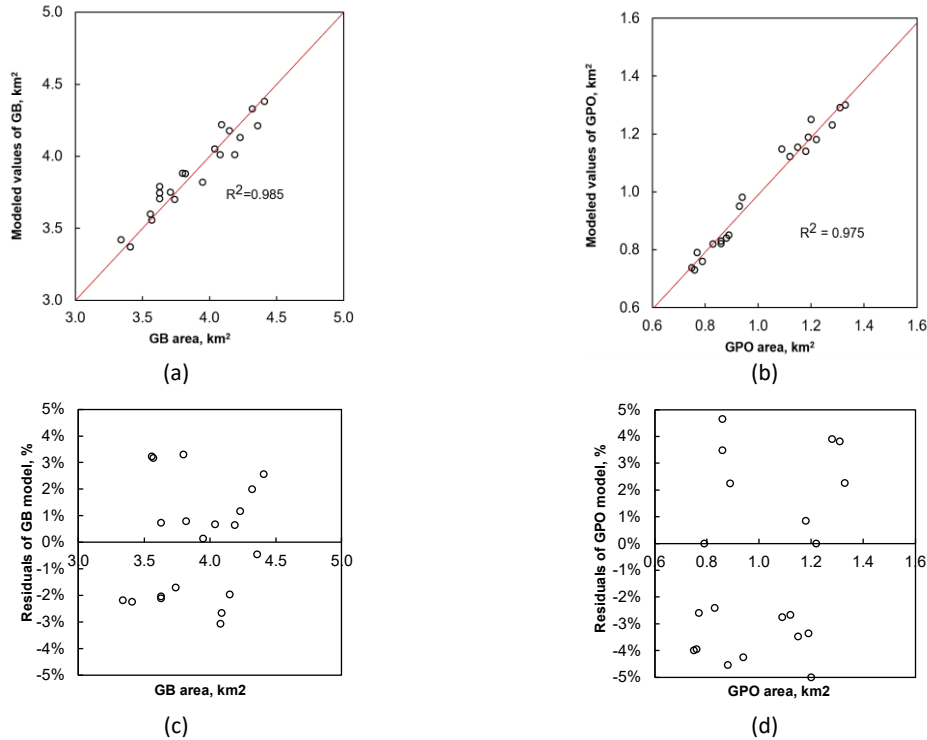 5.0
4.5
4.0
3.5
3.0
3.0 3.5 4.0 4.5 5.0
Modeled values of GB, km²
R²=0.985
GB area, km²
(a)
1.6
1.4
1.2
1.0
0.8
0.6
0.6 0.8 1.0 1.2 1.4 1.6
Modeled values of GPO, km²
R² = 0.975
GPO area, km²
(b)
5%
4%
3%
2%
1%
0%
-1%
-2%
-3%
-4%
-5%
3.0 3.5 4.0 4.5 5.0
Residuals of GB model, %
GB area, km2
(c)
5%
4%
3%
2%
1%
0%
-1%
-2%
-3%
-4%
-5%
0.6 0.8 1.0 1.2 1.4 1.6
Residuals of GPO model, %
GPO area, km2
(d)